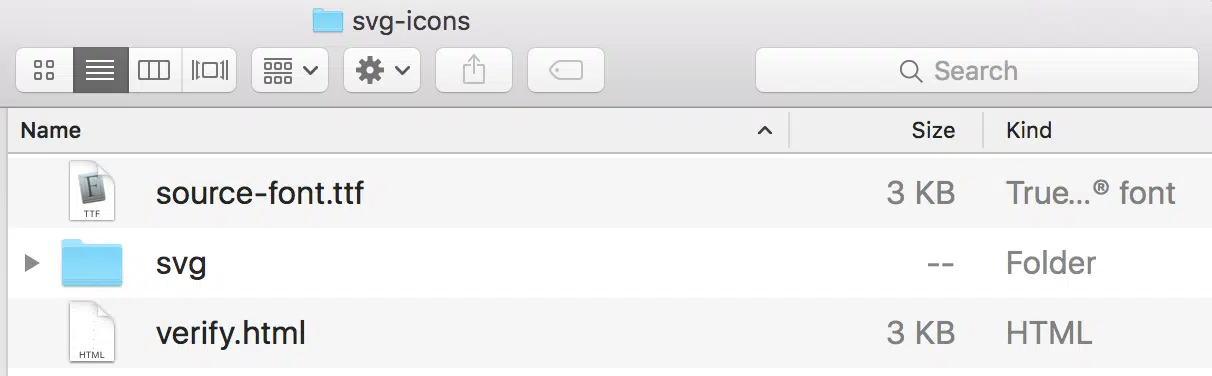 svg-icons
Search
Name Size Kind
TTF source-font.ttf 3 KB True...® font
svg -- Folder
HTML verify.html 3 KB HTML